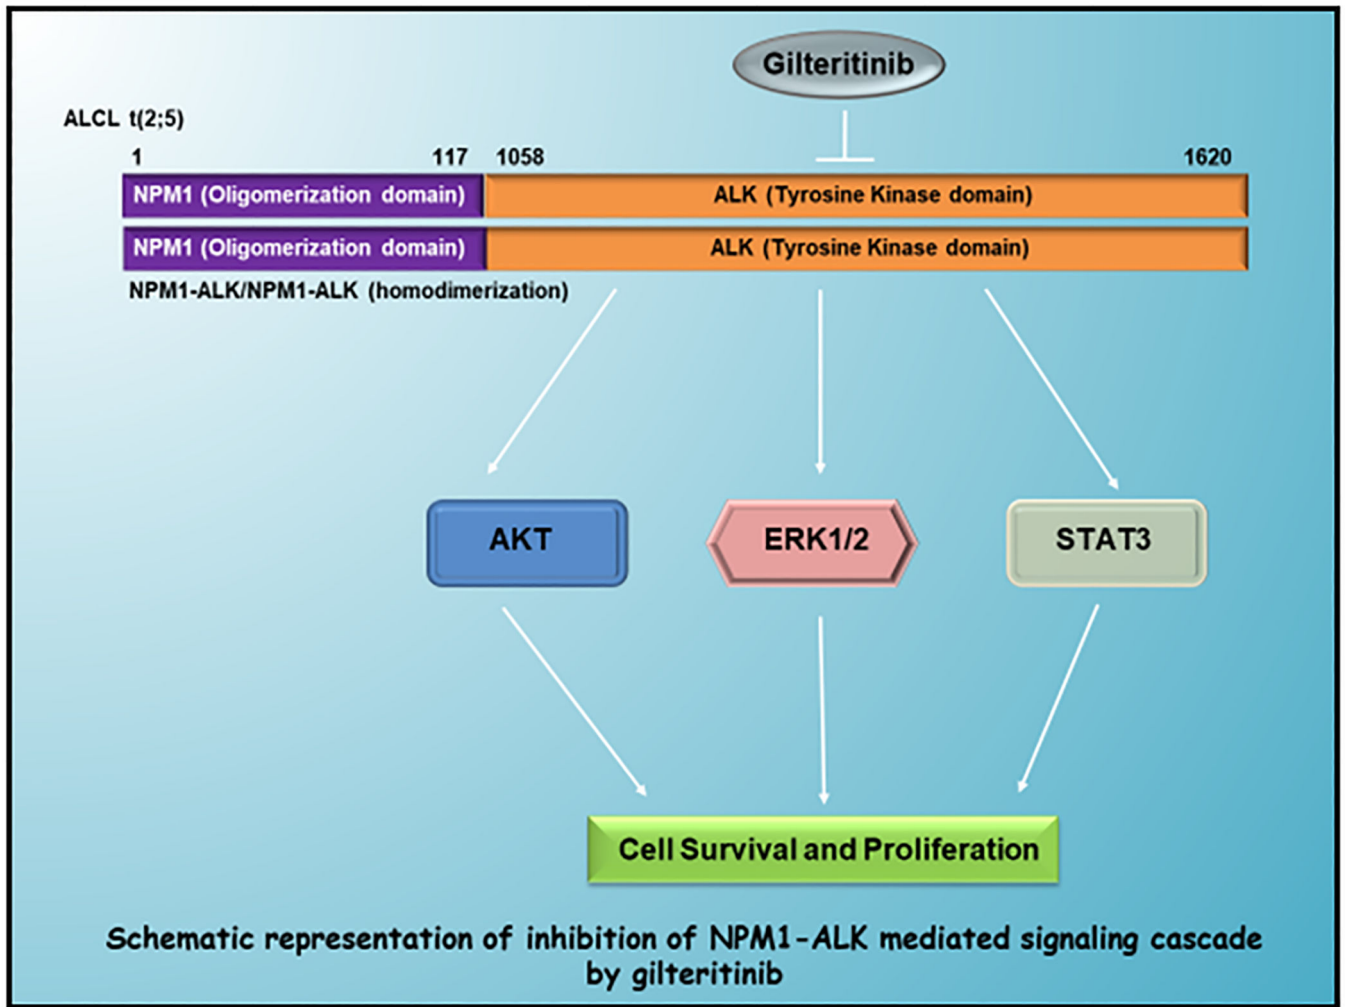 Gilteritinib
ALCL t(2;5)
1 117 1058 1620
NPM1 (Oligomerization domain) ALK (Tyrosine Kinase domain)
NPM1 (Oligomerization domain) ALK (Tyrosine Kinase domain)
NPM1-ALK/NPM1-ALK (homodimerization)
AKT ERK1/2 STAT3
Cell Survival and Proliferation
Schematic representation of inhibition of NPM1-ALK mediated signaling cascade
by gilteritinib